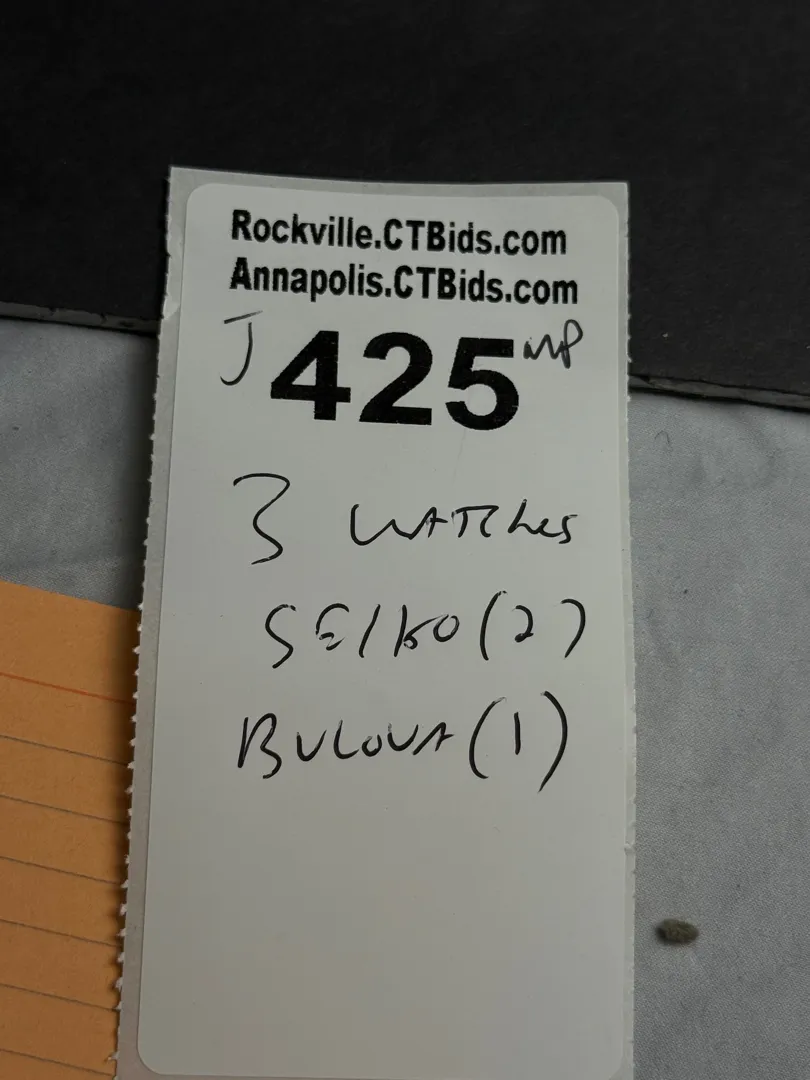 Rockville.CTBids.com
Annapolis.CTBids.com
J 425 MP
3 WATCHES
SEIKO (2)
BULOVA (1)